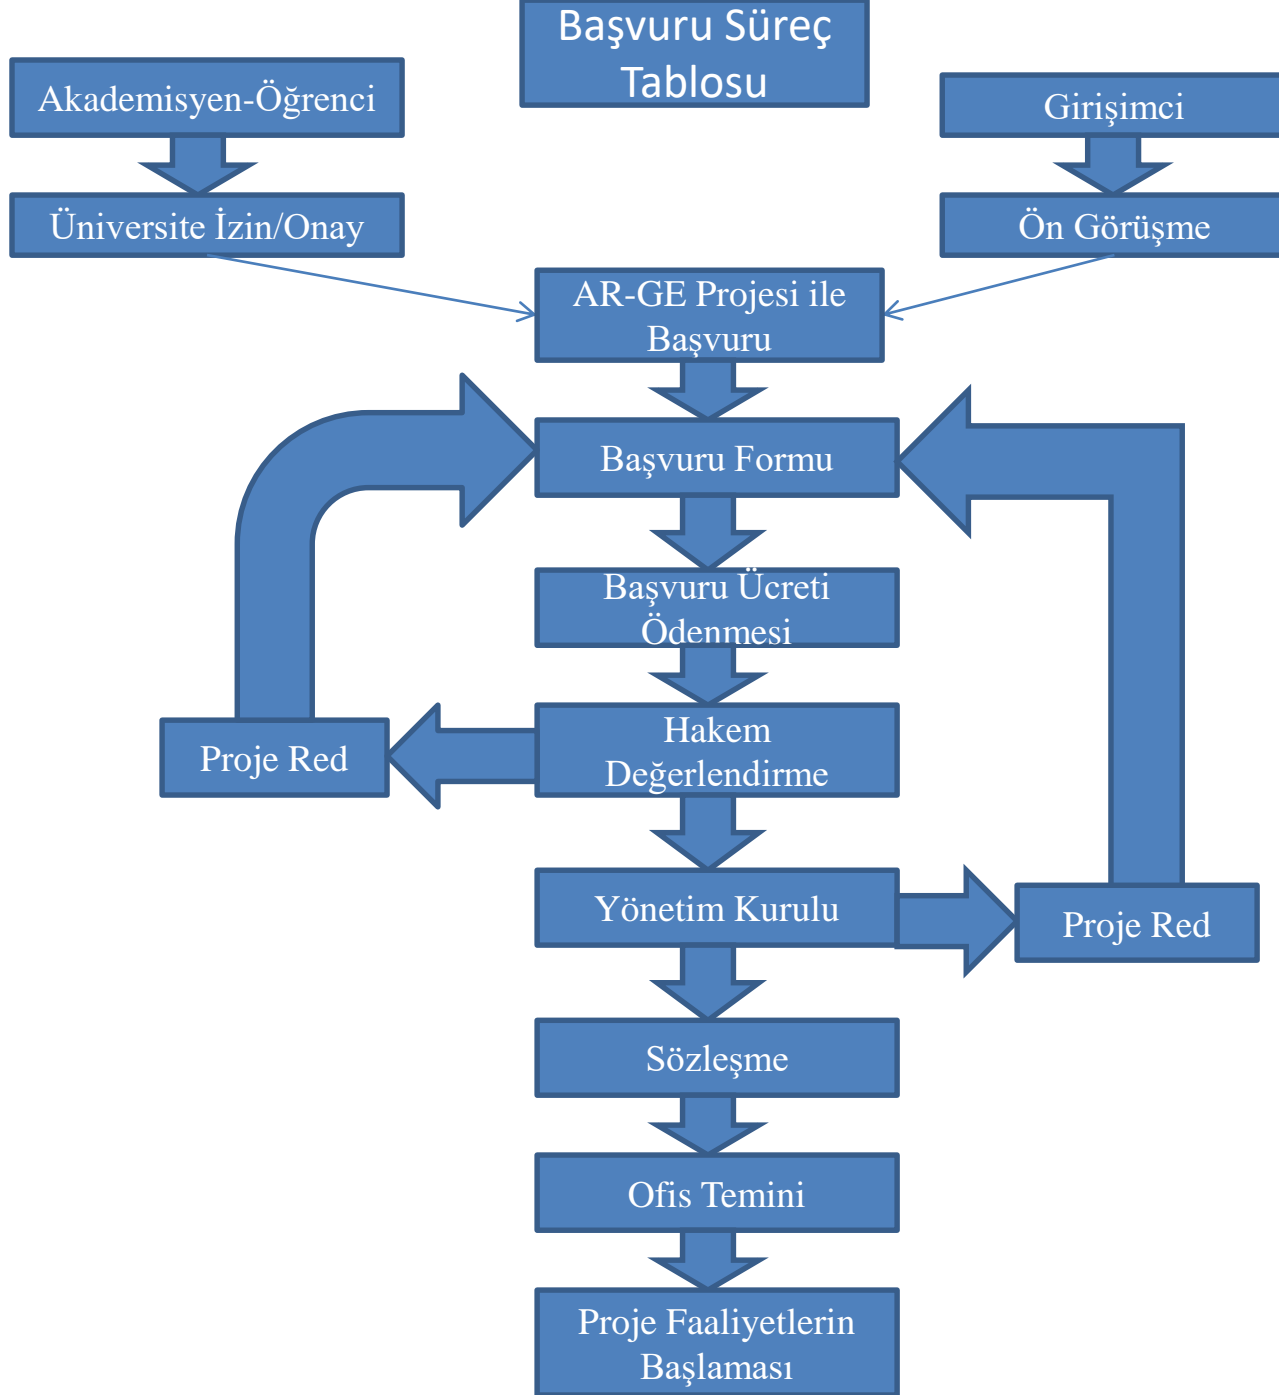 Başvuru Süreç
Tablosu
Akademisyen-Öğrenci
Girişimci
Üniversite İzin/Onay
Ön Görüşme
AR-GE Projesi ile
Başvuru
Başvuru Formu
Başvuru Ücreti
Ödenmesi
Hakem
Değerlendirme
Proje Red
Yönetim Kurulu
Proje Red
Sözleşme
Ofis Temini
Proje Faaliyetlerin
Başlaması